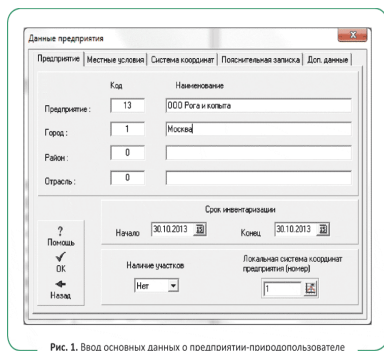 Данные предприятия
Предприятие Местные условия Система координат Пояснительная записка Доп. данные
Код Наименование
Предприятие : 13 ООО Рога и копыта
Город : 1 Москва
Район : 0
Отрасль : 0
Срок инвентаризации
Начало 30.10.2013 Конец 30.10.2013
? Помощь
OK
Назад
Наличие участков
Нет
Локальная система координат
предприятия (номер)
1
Рис. 1. Ввод основных данных о предприятии-природопользователе